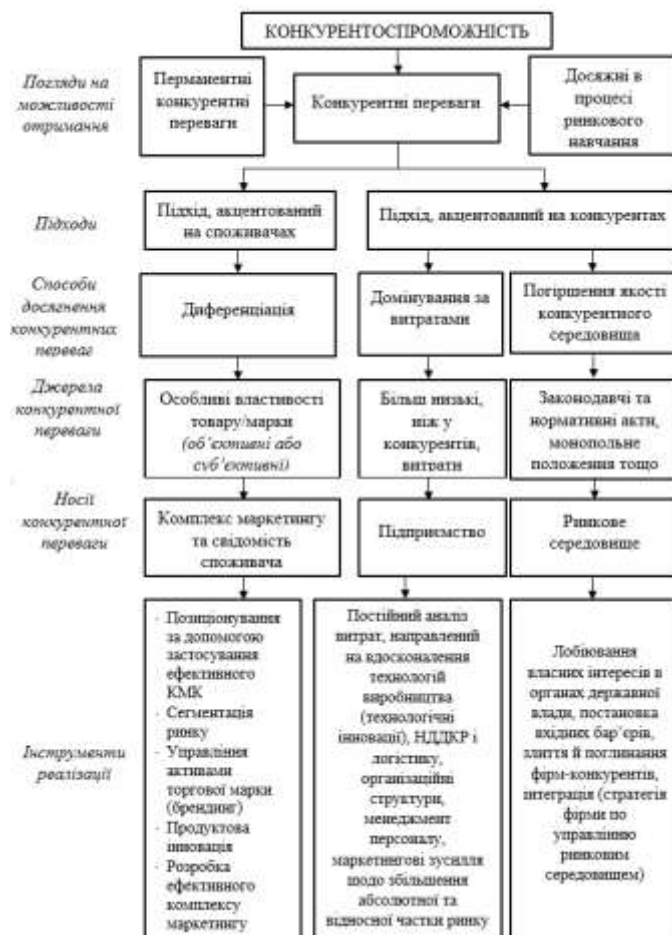 КОНКУРЕНТОСПРОМОЖНІСТЬ
Погляди на
можливості
отримання
Перманентні
конкурентні
переваги
Конкурентні переваги
Досяжні в
процесі
ринкового
навчання
Підходи
Підхід, акцентований
на споживачах
Підхід, акцентований на конкурентах
Способи
досягнення
конкурентних
переваг
Диференціація
Домінування за
витратами
Погіршення якості
конкурентного
середовища
Джерела
конкурентної
переваги
Особливі властивості
товару/марки
(об’єктивні або
суб’єктивні)
Більш низькі,
ніж у
конкурентів,
витрати
Законодавчі та
нормативні акти,
монопольне
положення тощо
Носії
конкурентної
переваги
Комплекс маркетингу
та свідомість
споживача
Підприємство
Ринкове
середовище
Інструменти
реалізації
· Позиціонування
за допомогою
застосування
ефективного
КМК
· Сегментація
ринку
· Управління
активами
торгової марки
(брендинг)
· Продуктова
інновація
· Розробка
ефективного
комплексу
маркетингу
Постійний аналіз
витрат, направлений
на вдосконалення
технологій
виробництва
(технологічні
інновації), НДДКР і
логістику,
організаційні
структури,
менеджмент
персоналу,
маркетингові зусилля
щодо збільшення
абсолютної та
відносної частки ринку
Лобіювання
власних інтересів в
органах державної
влади, постановка
вхідних бар’єрів,
злиття й поглинання
фірм-конкурентів,
інтеграція (стратегія
фірми по
управлінню
ринковим
середовищем)